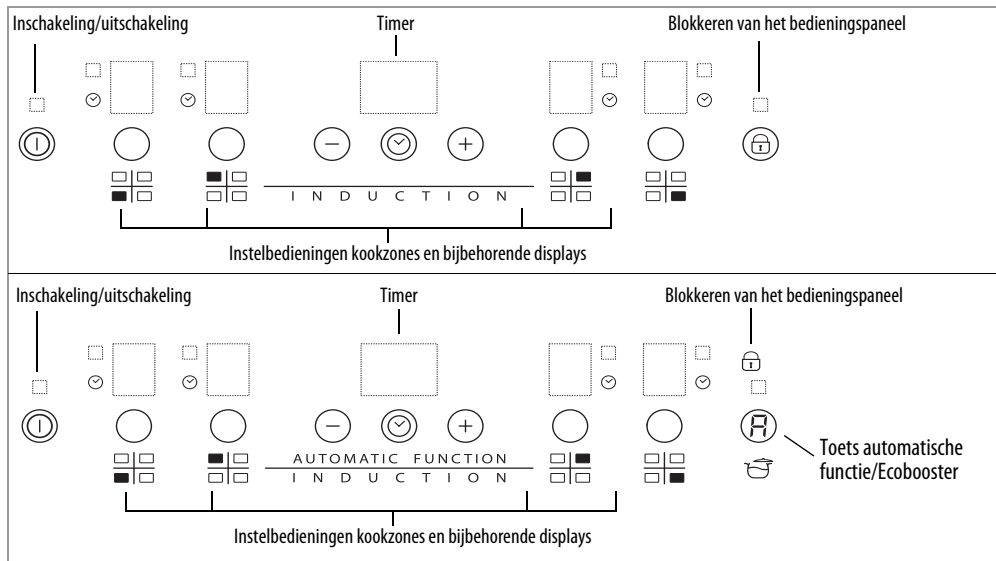 Inschakeling/uitschakeling Timer Blokkeren van het bedieningspaneel
INDUCTION
Instelbedieningen kookzones en bijbehorende displays
Inschakeling/uitschakeling Timer Blokkeren van het bedieningspaneel
A
Toets automatische
functie/Ecobooster
AUTOMATIC FUNCTION
INDUCTION
Instelbedieningen kookzones en bijbehorende displays